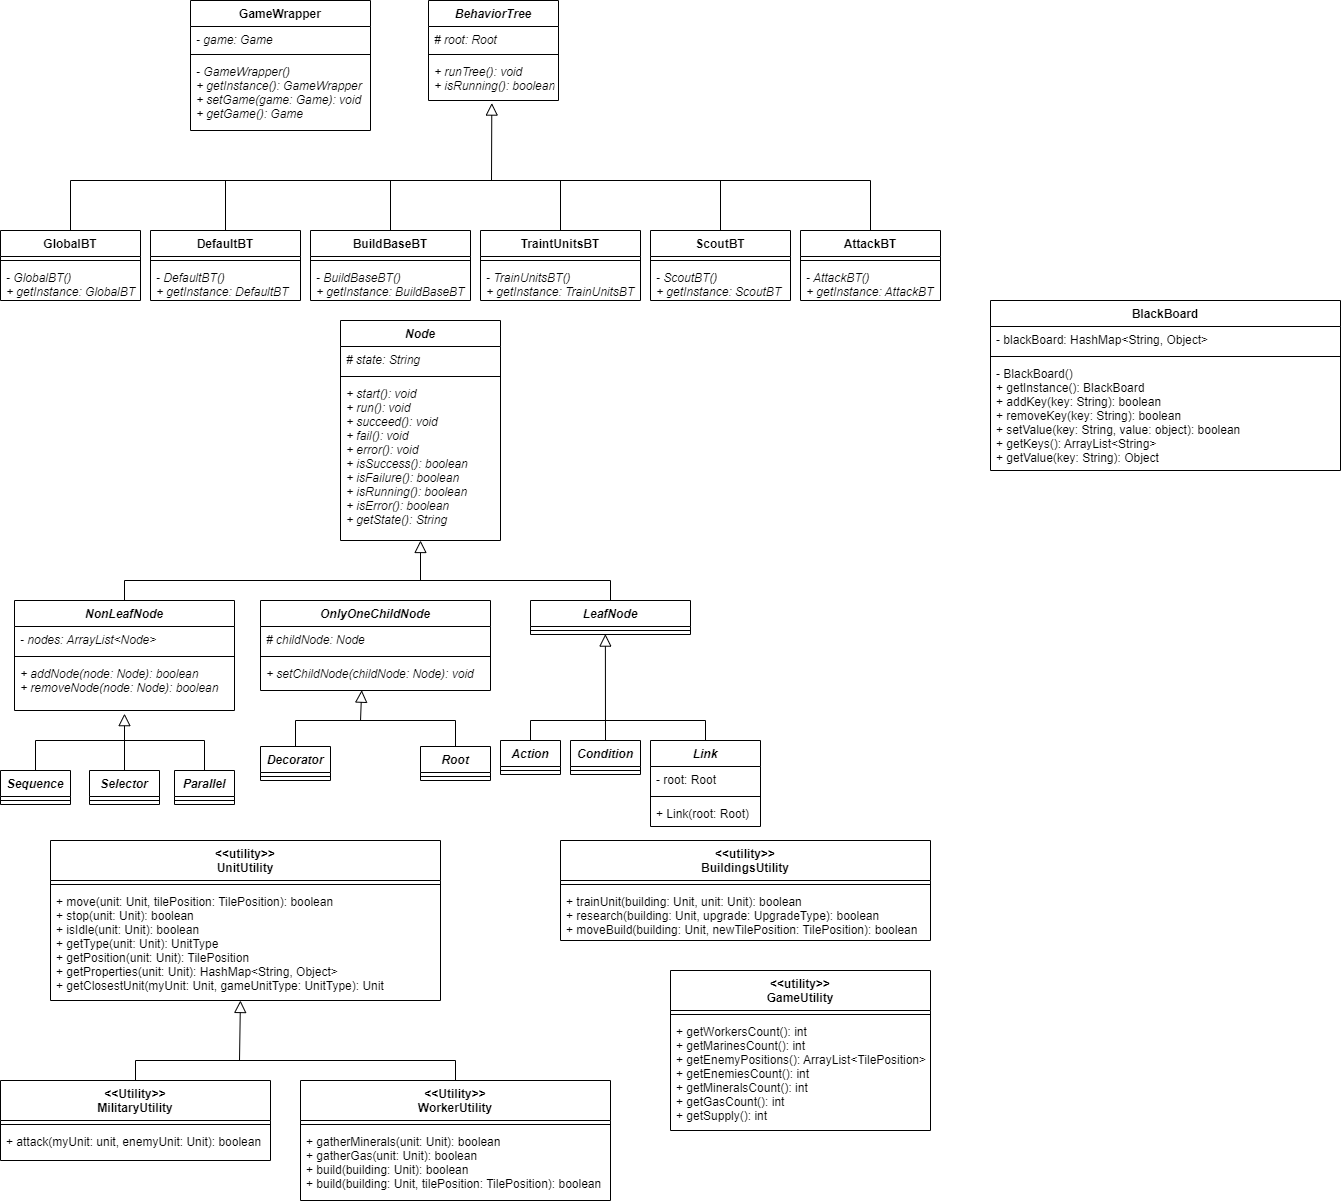 GameWrapper
- game: Game
- GameWrapper()
+ getInstance(): GameWrapper
+ setGame(game: Game): void
+ getGame(): Game
BehaviorTree
# root: Root
+ runTree(): void
+ isRunning(): boolean
GlobalBT
- GlobalBT()
+ getInstance: GlobalBT
DefaultBT
- DefaultBT()
+ getInstance: DefaultBT
BuildBaseBT
- BuildBaseBT()
+ getInstance: BuildBaseBT
TraintUnitsBT
- TrainUnitsBT()
+ getInstance: TrainUnitsBT
ScoutBT
- ScoutBT()
+ getInstance: ScoutBT
AttackBT
- AttackBT()
+ getInstance: AttackBT
BlackBoard
- blackBoard: HashMap<String, Object>
- BlackBoard()
+ getInstance(): BlackBoard
+ addKey(key: String): boolean
+ removeKey(key: String): boolean
+ setValue(key: String, value: object): boolean
+ getKeys(): ArrayList<String>
+ getValue(key: String): Object
Node
# state: String
+ start(): void
+ run(): void
+ succeed(): void
+ fail(): void
+ error(): void
+ isSuccess(): boolean
+ isFailure(): boolean
+ isRunning(): boolean
+ isError(): boolean
+ getState(): String
NonLeafNode
- nodes: ArrayList<Node>
+ addNode(node: Node): boolean
+ removeNode(node: Node): boolean
OnlyOneChildNode
# childNode: Node
+ setChildNode(childNode: Node): void
LeafNode
Sequence
Selector
Parallel
Decorator
Root
Action
Condition
Link
- root: Root
+ Link(root: Root)
<<utility>>
UnitUtility
+ move(unit: Unit, tilePosition: TilePosition): boolean
+ stop(unit: Unit): boolean
+ isIdle(unit: Unit): boolean
+ getType(unit: Unit): UnitType
+ getPosition(unit: Unit): TilePosition
+ getProperties(unit: Unit): HashMap<String, Object>
+ getClosestUnit(myUnit: Unit, gameUnitType: UnitType): Unit
<<utility>>
BuildingsUtility
+ trainUnit(building: Unit, unit: Unit): boolean
+ research(building: Unit, upgrade: UpgradeType): boolean
+ moveBuild(building: Unit, newTilePosition: TilePosition): boolean
<<utility>>
GameUtility
+ getWorkersCount(): int
+ getMarinesCount(): int
+ getEnemyPositions(): ArrayList<TilePosition>
+ getEnemiesCount(): int
+ getMineralsCount(): int
+ getGasCount(): int
+ getSupply(): int
<<Utility>>
MilitaryUtility
+ attack(myUnit: unit, enemyUnit: Unit): boolean
<<Utility>>
WorkerUtility
+ gatherMinerals(unit: Unit): boolean
+ gatherGas(unit: Unit): boolean
+ build(building: Unit): boolean
+ build(building: Unit, tilePosition: TilePosition): boolean